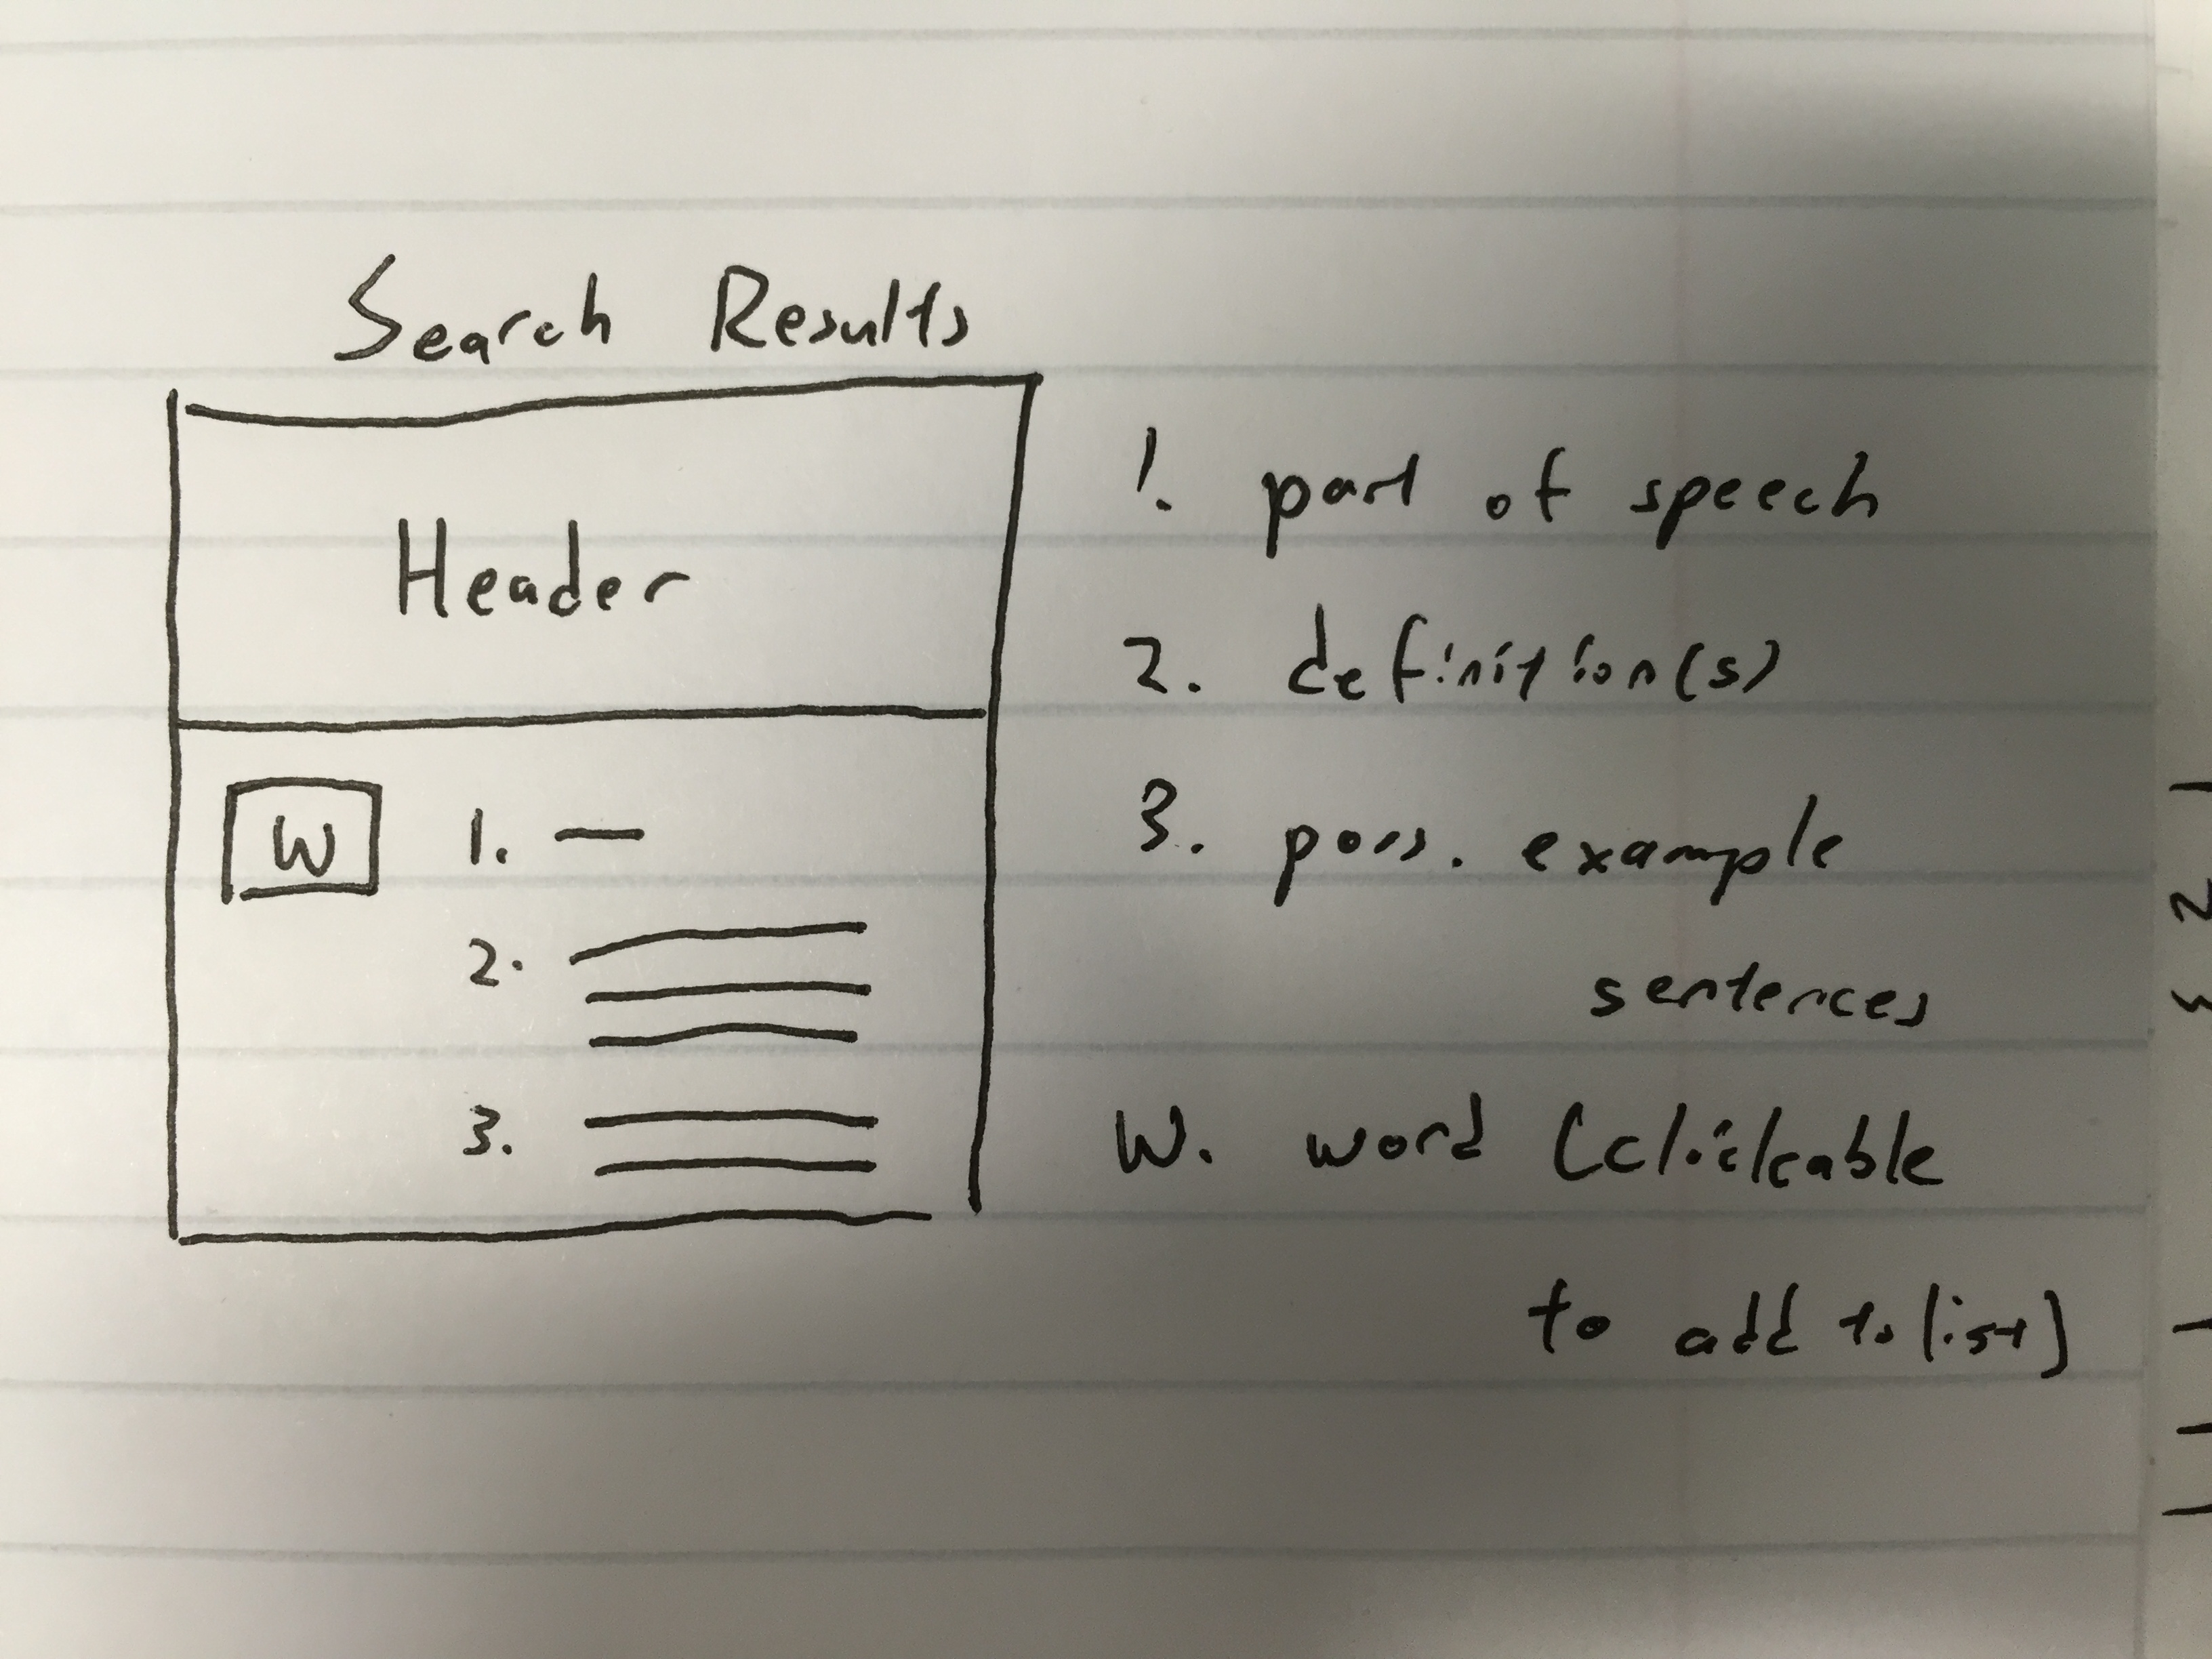 Search Results
Header
W
1.
2.
3.
1. part of speech
2. definition(s)
3. poss. example
sentences
W. word (clickable
to add to list)